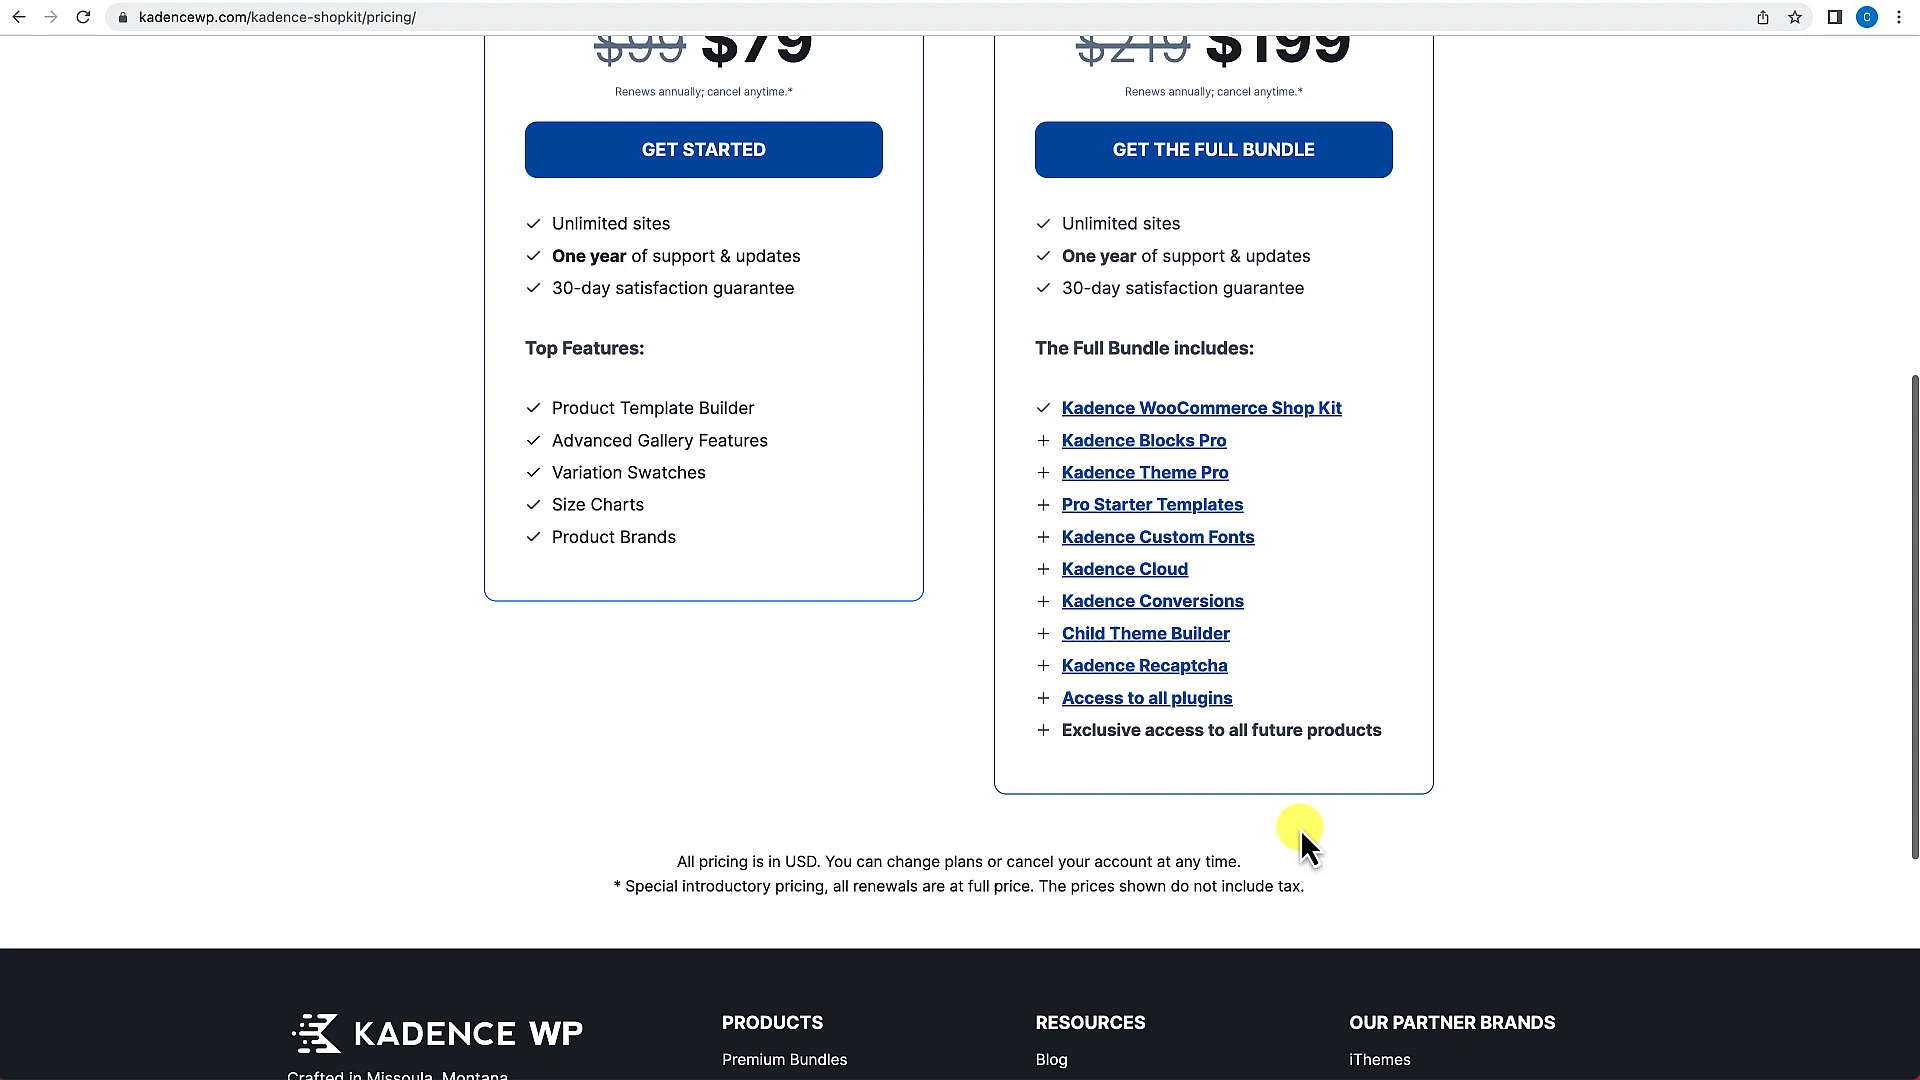 kadencewp.com/kadence-shopkit/pricing/
C
$99 $79
Renews annually; cancel anytime.*
GET STARTED
Unlimited sites
One year of support & updates
30-day satisfaction guarantee
Top Features:
Product Template Builder
Advanced Gallery Features
Variation Swatches
Size Charts
Product Brands
$219 $199
Renews annually; cancel anytime.*
GET THE FULL BUNDLE
Unlimited sites
One year of support & updates
30-day satisfaction guarantee
The Full Bundle includes:
Kadence WooCommerce Shop Kit
Kadence Blocks Pro
Kadence Theme Pro
Pro Starter Templates
Kadence Custom Fonts
Kadence Cloud
Kadence Conversions
Child Theme Builder
Kadence Recaptcha
Access to all plugins
Exclusive access to all future products
All pricing is in USD. You can change plans or cancel your account at any time.
* Special introductory pricing, all renewals are at full price. The prices shown do not include tax.
KADENCE WP
Crafted in Missoula, Montana
PRODUCTS
Premium Bundles
RESOURCES
Blog
OUR PARTNER BRANDS
iThemes